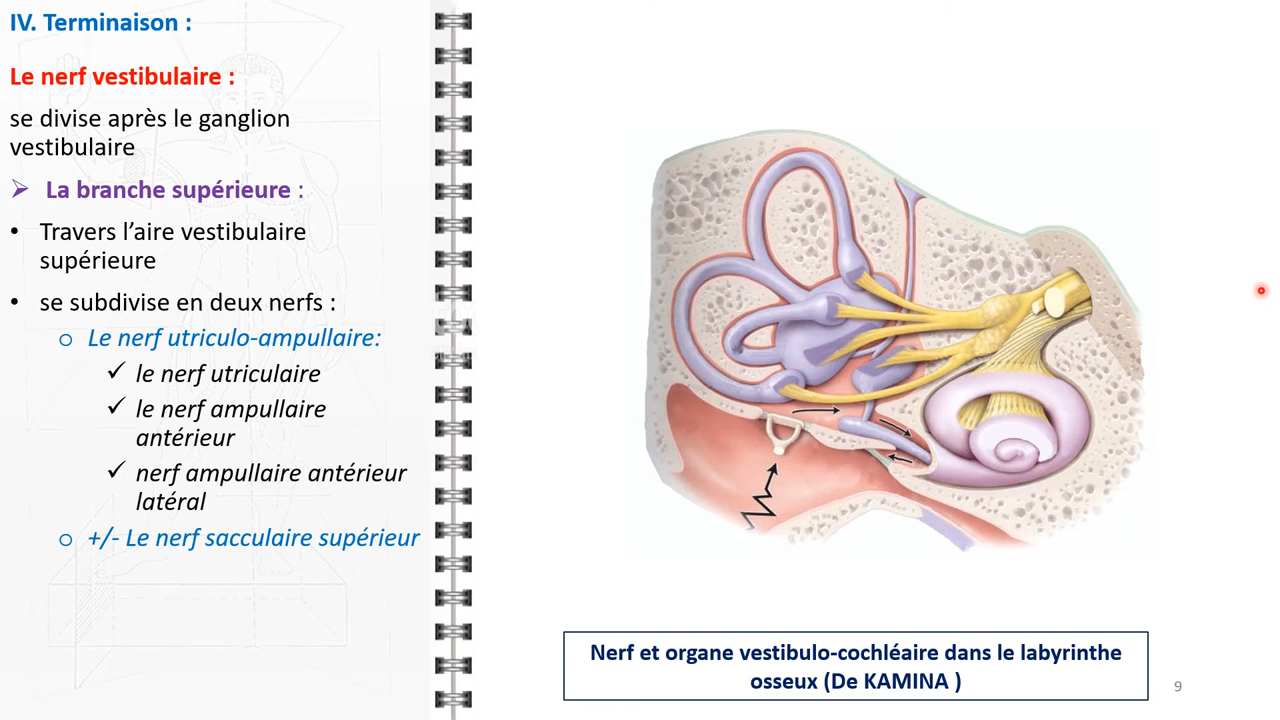 IV. Terminaison :
Le nerf vestibulaire :
se divise après le ganglion
vestibulaire
➢ La branche supérieure :
• Travers l’aire vestibulaire
supérieure
• se subdivise en deux nerfs :
o Le nerf utriculo-ampullaire:
✓ le nerf utriculaire
✓ le nerf ampullaire
antérieur
✓ nerf ampullaire antérieur
latéral
o +/- Le nerf sacculaire supérieur
Nerf et organe vestibulo-cochléaire dans le labyrinthe
osseux (De KAMINA )
9